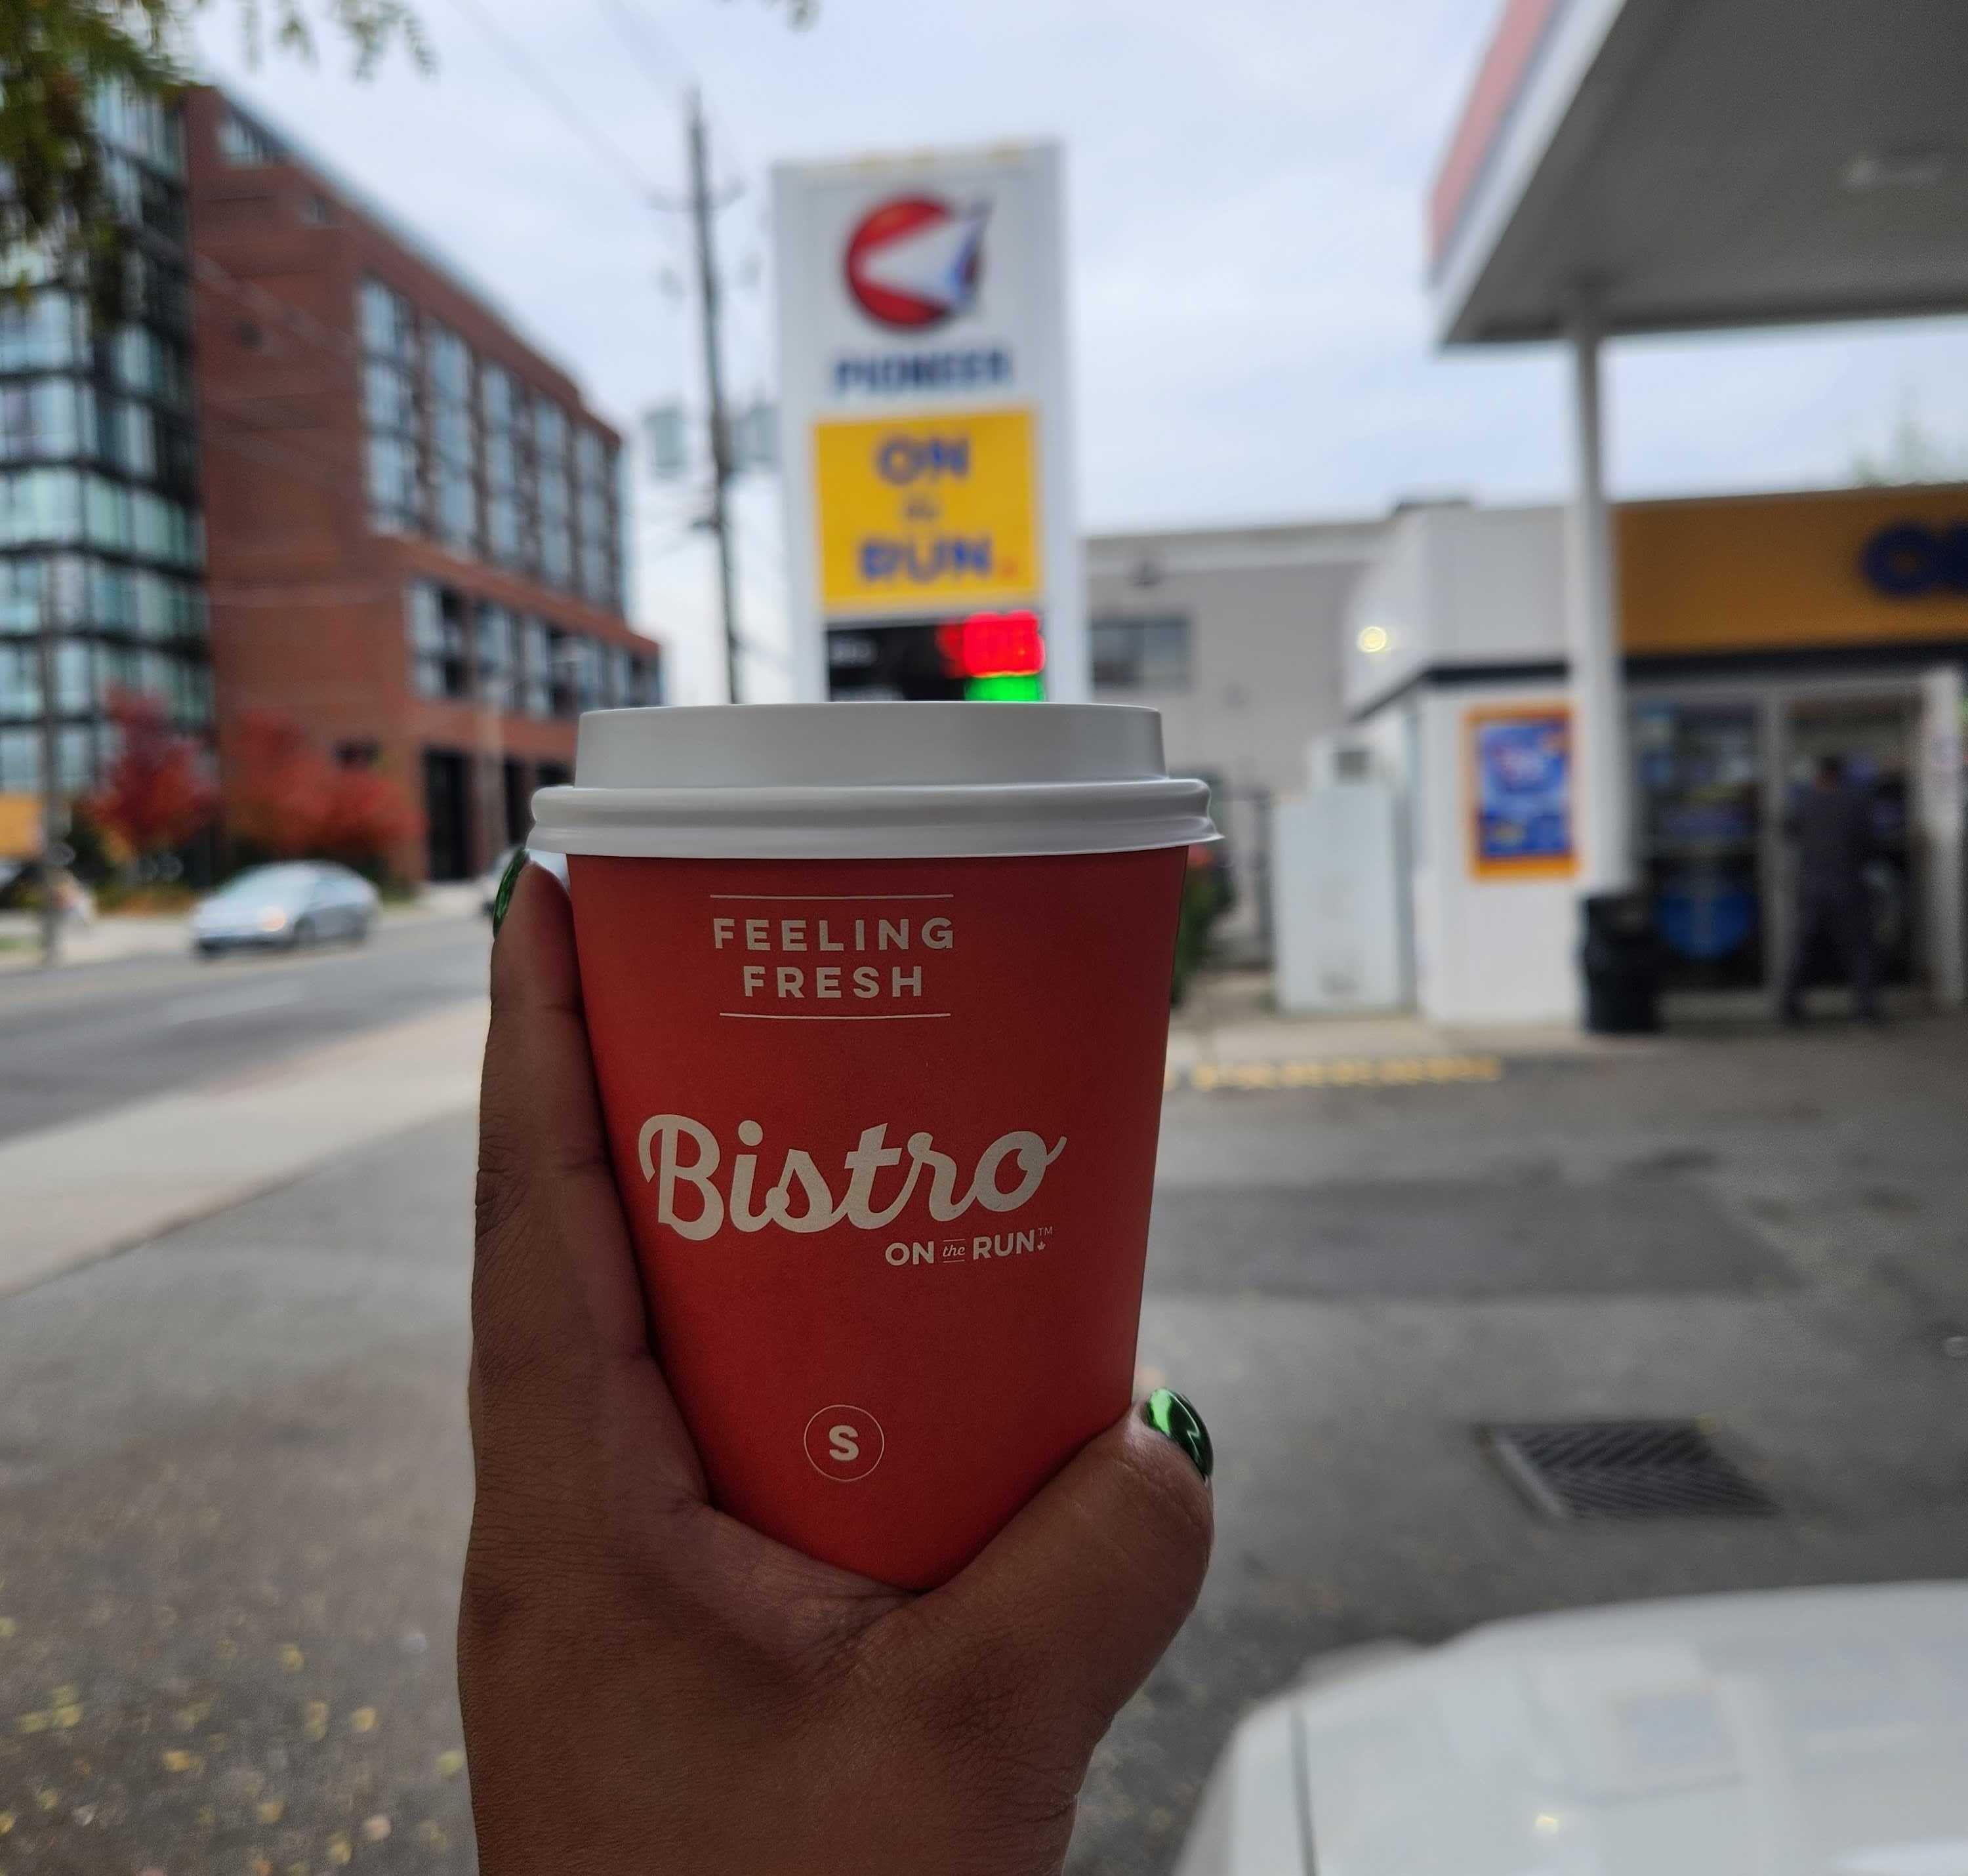 PIONEER
ON
the
RUN
FEELING
FRESH
Bistro
ON the RUN™
S